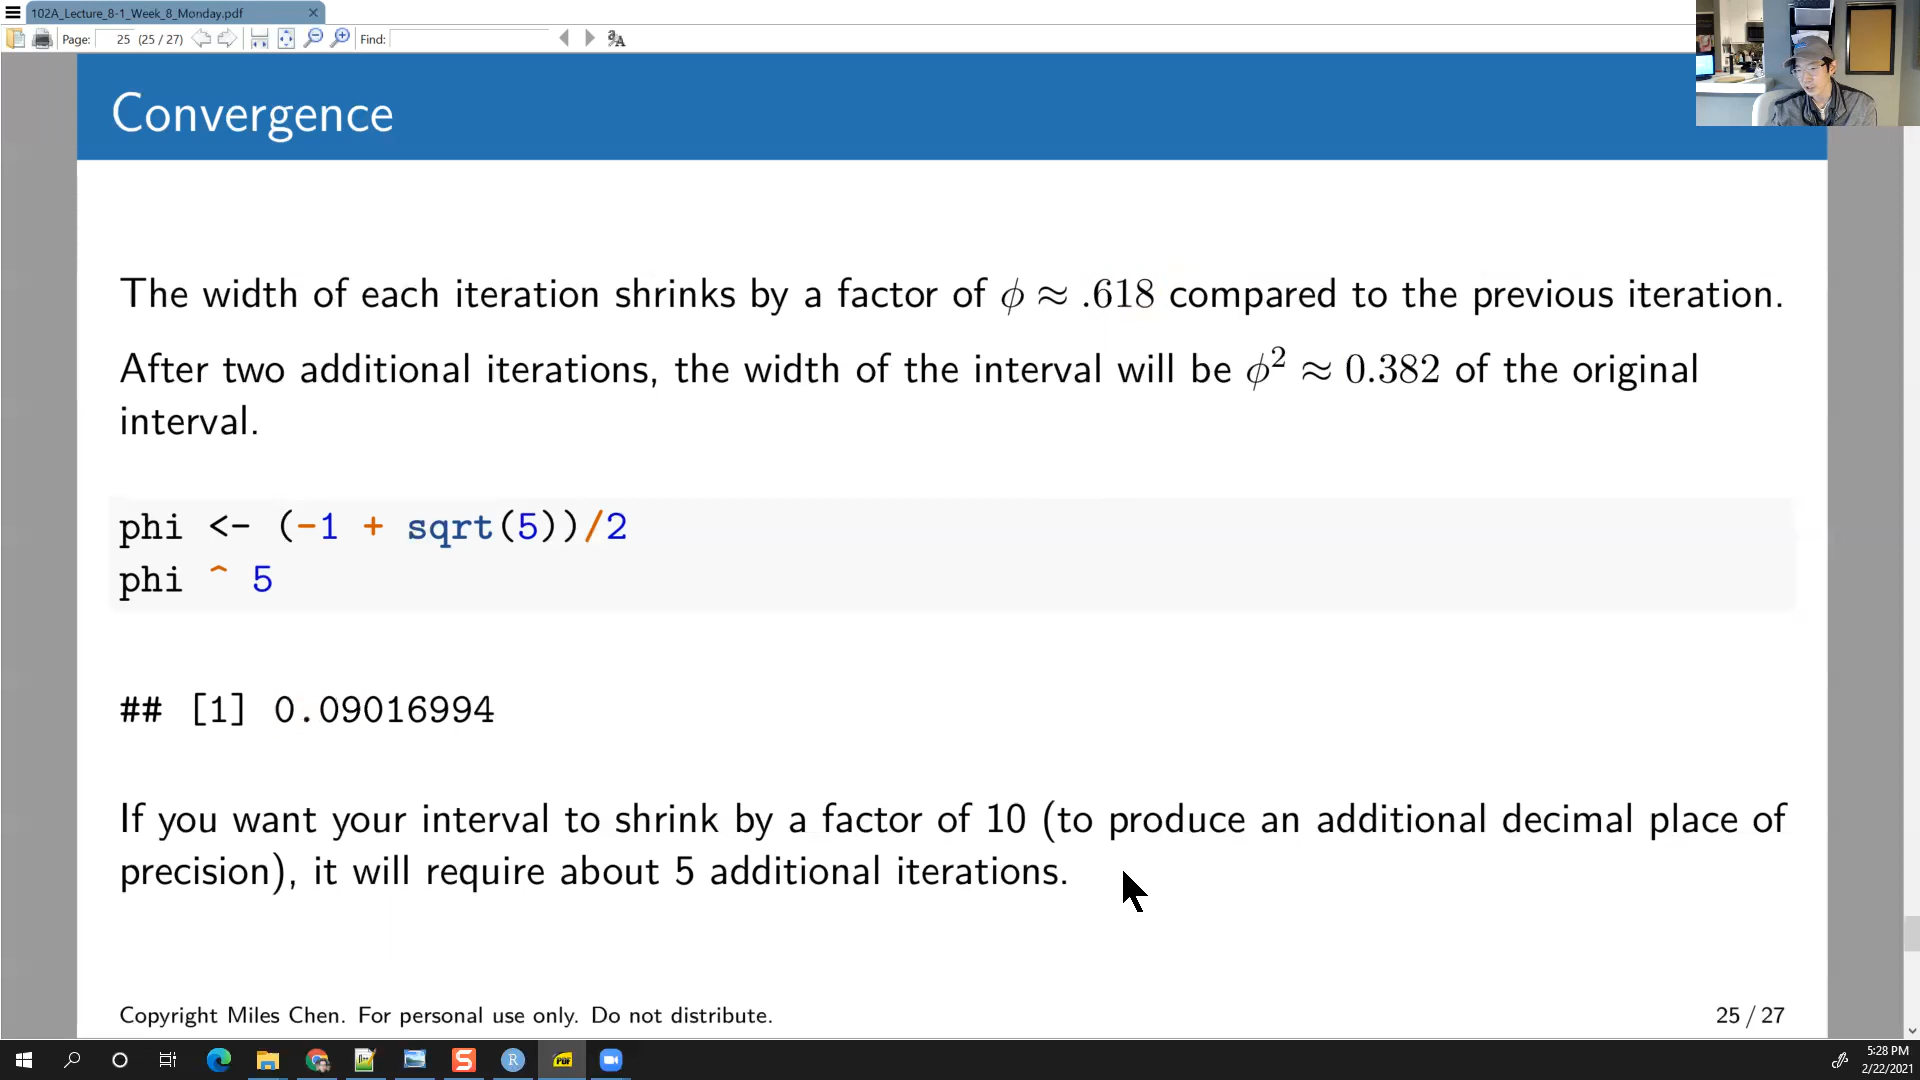 102A_Lecture_8-1_Week_8_Monday.pdf
Page: 25 (25 / 27) Find:
Convergence
The width of each iteration shrinks by a factor of ϕ ≈ .618 compared to the previous iteration.
After two additional iterations, the width of the interval will be ϕ² ≈ 0.382 of the original
interval.
phi <- (-1 + sqrt(5))/2
phi ^ 5
## [1] 0.09016994
If you want your interval to shrink by a factor of 10 (to produce an additional decimal place of
precision), it will require about 5 additional iterations.
Copyright Miles Chen. For personal use only. Do not distribute.
25 / 27
5:28 PM
2/22/2021